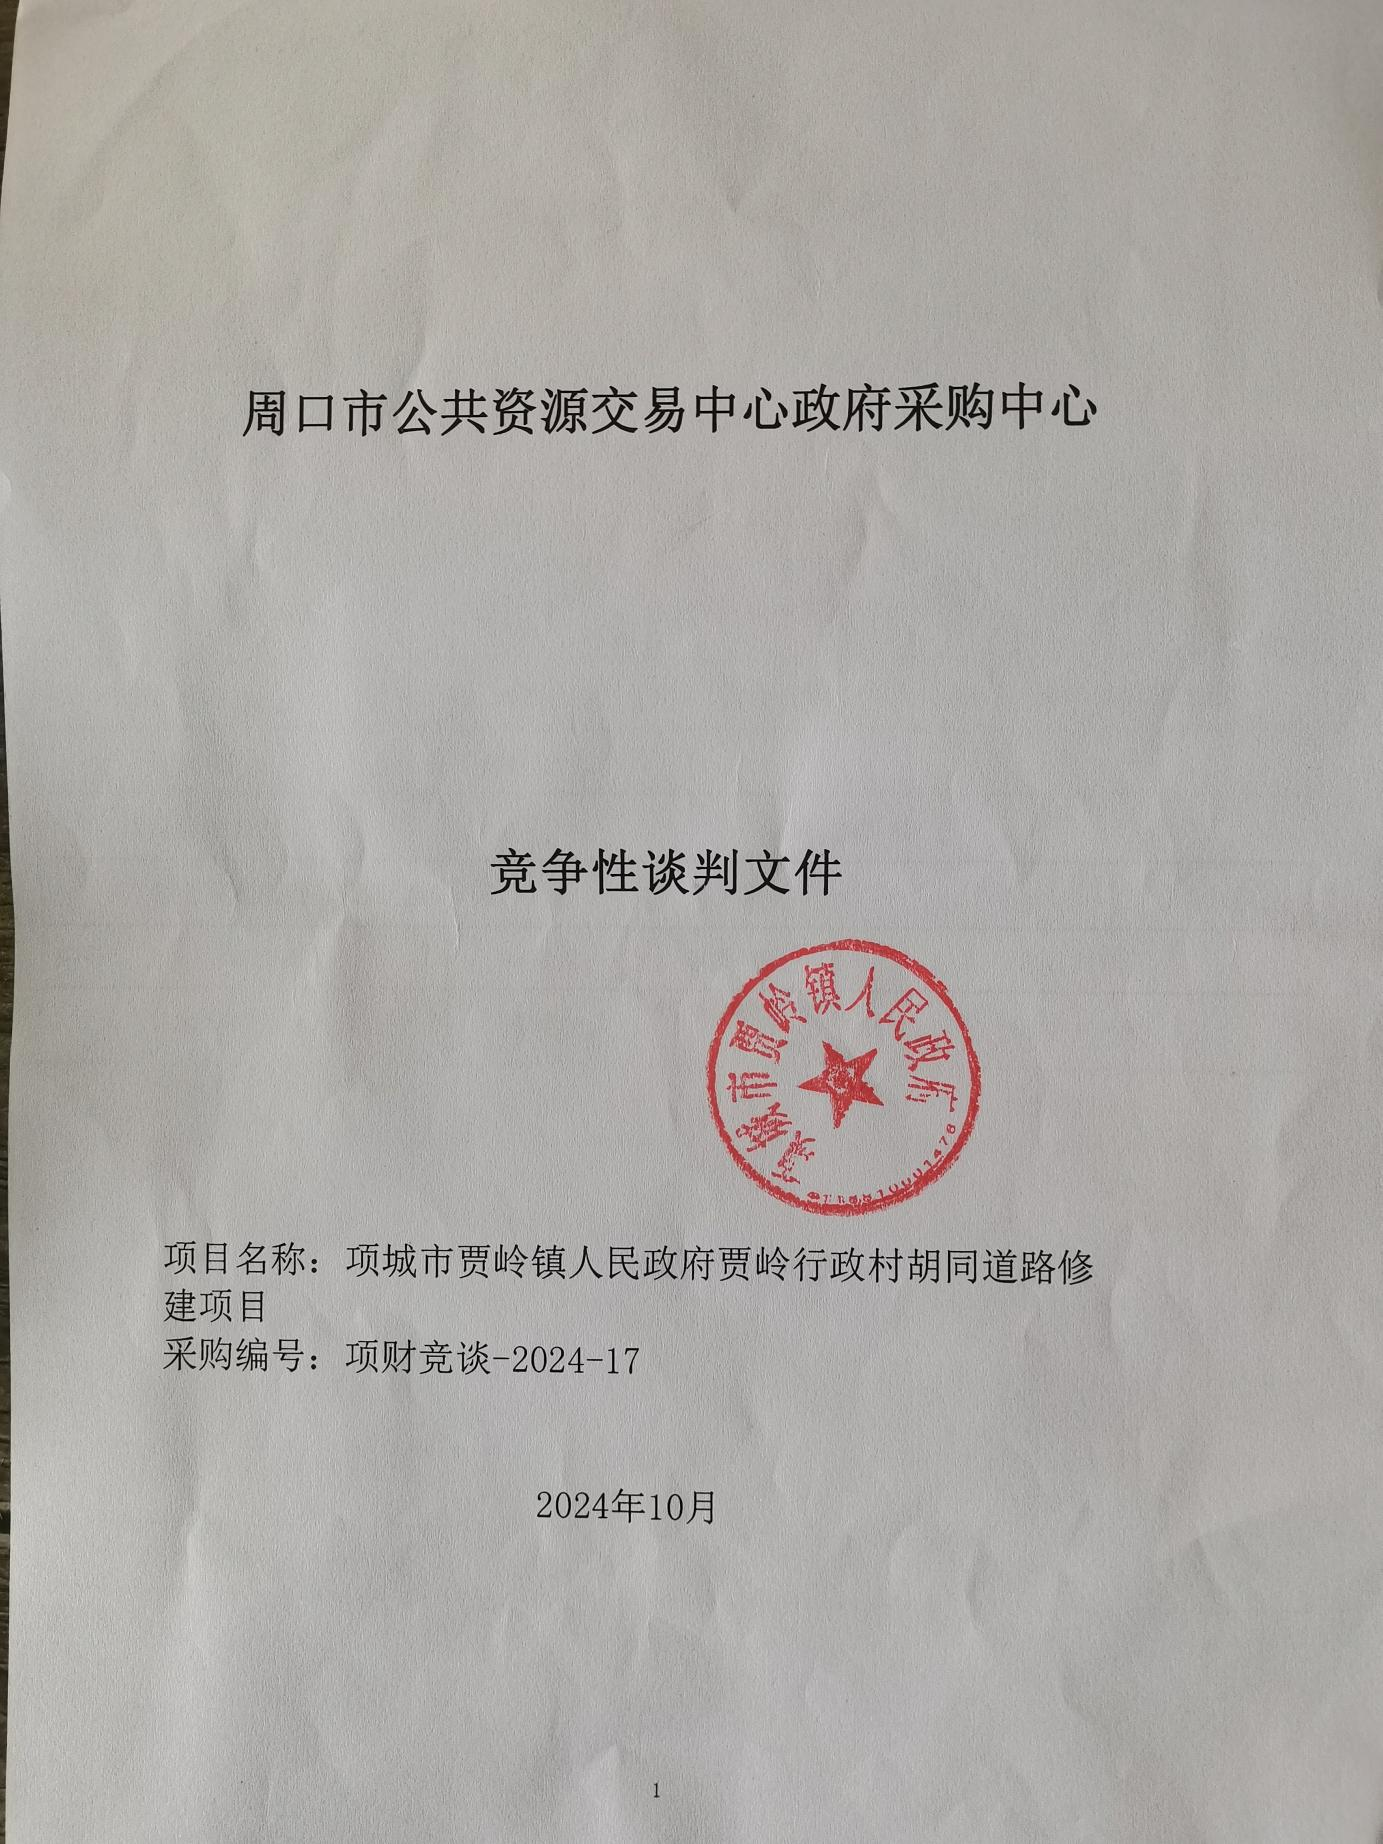 周口市公共资源交易中心政府采购中心
竞争性谈判文件
项城市贾岭镇人民政府
项目名称：项城市贾岭镇人民政府贾岭行政村胡同道路修
建项目
采购编号：项财竞谈-2024-17
2024年10月
1